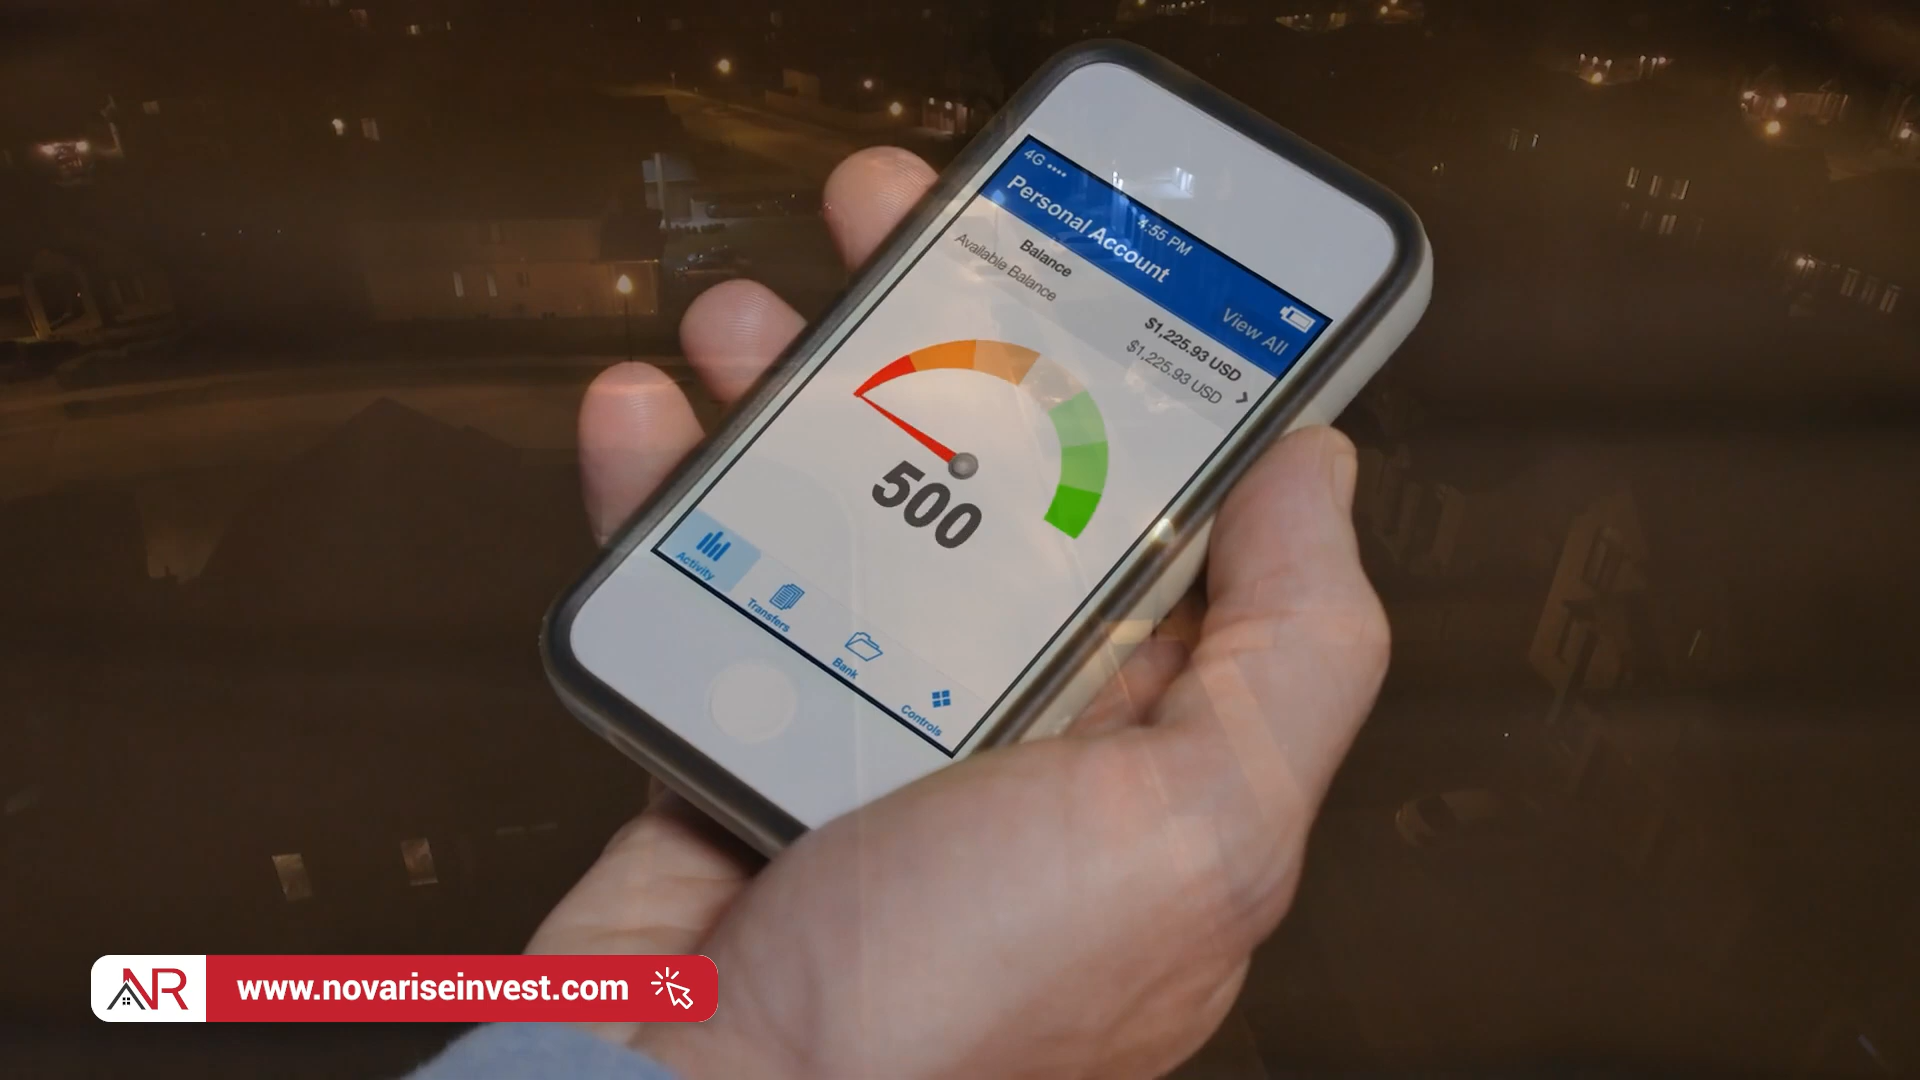 4G
4:55 PM
Personal Account
View All
Balance
$1,225.93 USD
Available Balance
$1,225.93 USD
500
Activity
Transfers
Bank
Controls
NR
www.novariseinvest.com